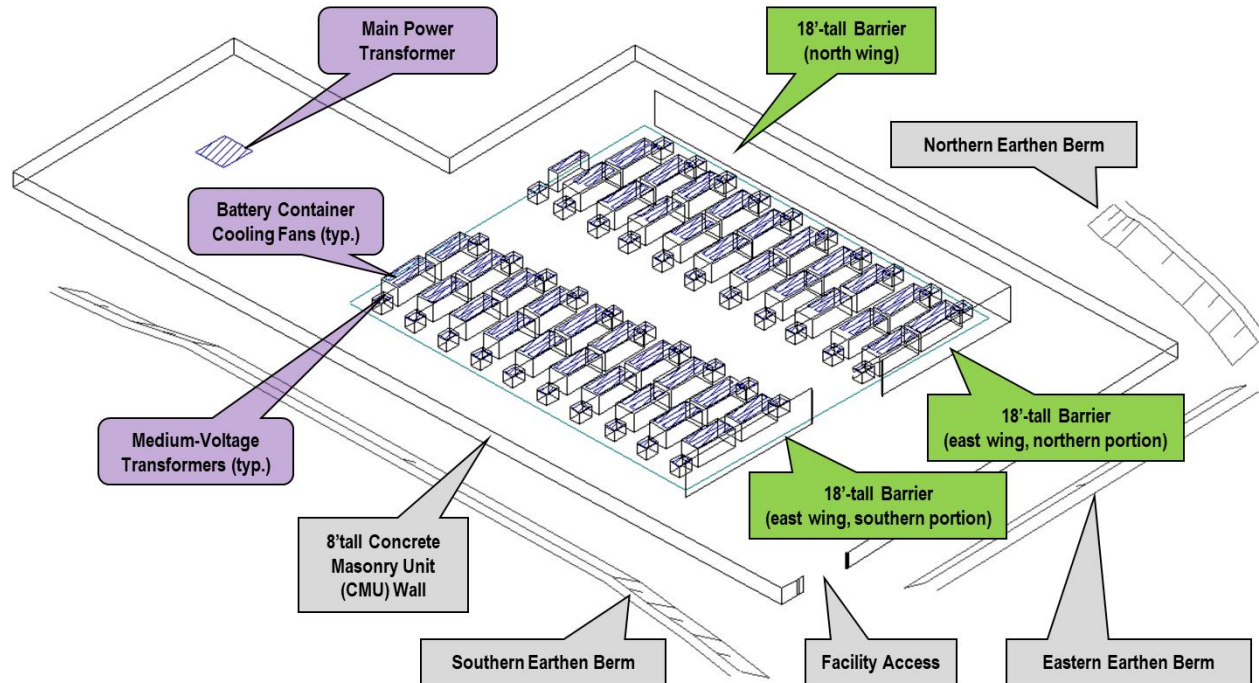 Main Power
Transformer
18'-tall Barrier
(north wing)
Northern Earthen Berm
Battery Container
Cooling Fans (typ.)
Medium-Voltage
Transformers (typ.)
18'-tall Barrier
(east wing, northern portion)
18'-tall Barrier
(east wing, southern portion)
8'tall Concrete
Masonry Unit
(CMU) Wall
Southern Earthen Berm
Facility Access
Eastern Earthen Berm